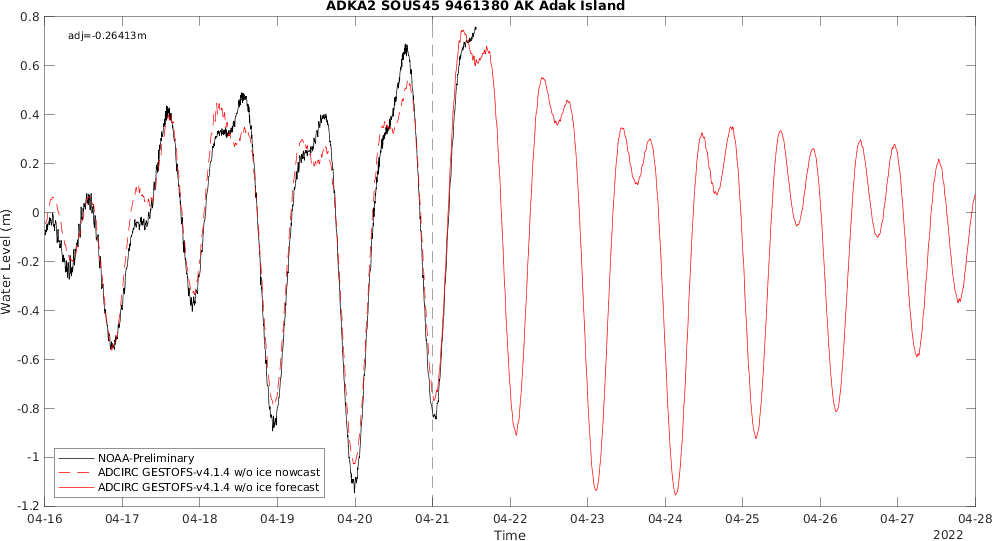 ADKA2 SOUS45 9461380 AK Adak Island
adj=-0.26413m
0.8
0.6
0.4
0.2
0
-0.2
-0.4
-0.6
-0.8
-1
-1.2
Water Level (m)
NOAA-Preliminary
ADCIRC GESTOFS-v4.1.4 w/o ice nowcast
ADCIRC GESTOFS-v4.1.4 w/o ice forecast
04-16 04-17 04-18 04-19 04-20 04-21 04-22 04-23 04-24 04-25 04-26 04-27 04-28
Time
2022